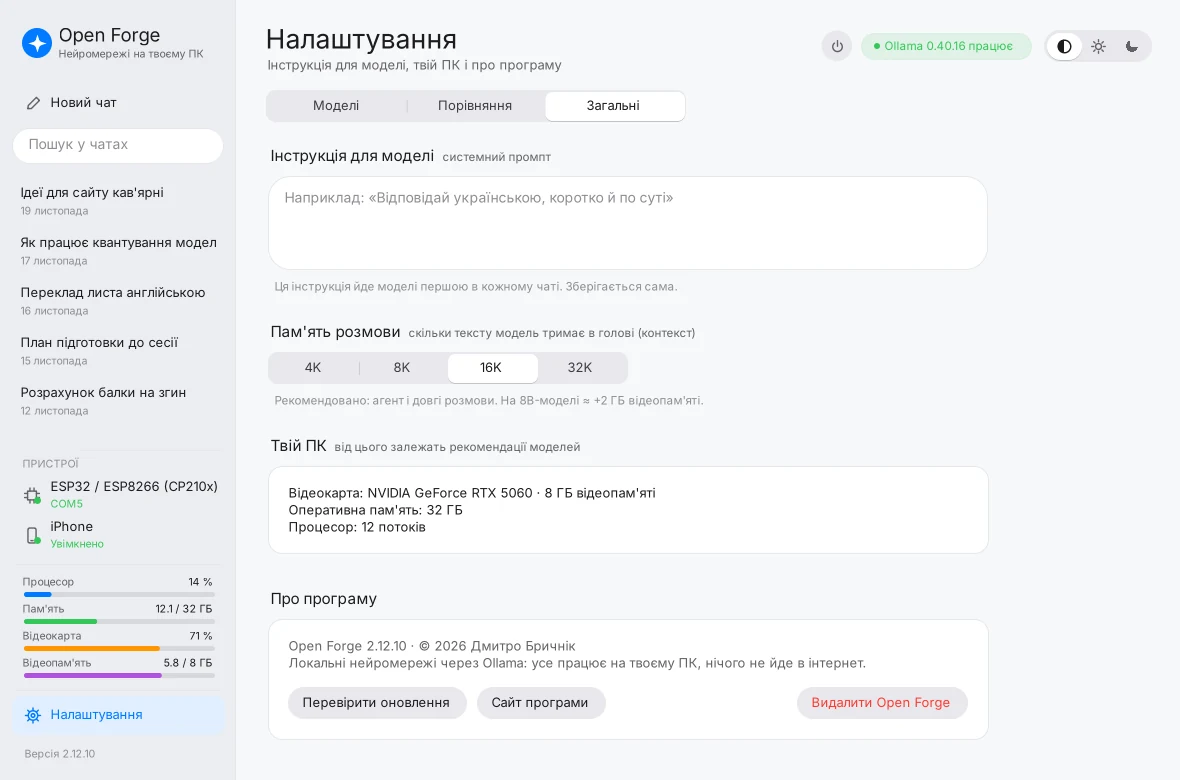 Open Forge
Нейромережі на твоєму ПК
Новий чат
Пошук у чатах
Ідеї для сайту кав'ярні
19 листопада
Як працює квантування модел
17 листопада
Переклад листа англійською
16 листопада
План підготовки до сесії
15 листопада
Розрахунок балки на згин
12 листопада
ПРИСТРОЇ
ESP32 / ESP8266 (CP210x)
COM5
iPhone
Увімкнено
Процесор 14 %
Пам'ять 12.1 / 32 ГБ
Відеокарта 71 %
Відеопам'ять 5.8 / 8 ГБ
Налаштування
Версія 2.12.10
Налаштування
Інструкція для моделі, твій ПК і про програму
Ollama 0.40.16 працює
Моделі Порівняння Загальні
Інструкція для моделі системний промпт
Наприклад: «Відповідай українською, коротко й по суті»
Ця інструкція йде моделі першою в кожному чаті. Зберігається сама.
Пам'ять розмови скільки тексту модель тримає в голові (контекст)
4K 8K 16K 32K
Рекомендовано: агент і довгі розмови. На 8B-моделі ≈ +2 ГБ відеопам'яті.
Твій ПК від цього залежать рекомендації моделей
Відеокарта: NVIDIA GeForce RTX 5060 · 8 ГБ відеопам'яті
Оперативна пам'ять: 32 ГБ
Процесор: 12 потоків
Про програму
Open Forge 2.12.10 · © 2026 Дмитро Бричнік
Локальні нейромережі через Ollama: усе працює на твоєму ПК, нічого не йде в інтернет.
Перевірити оновлення Сайт програми Видалити Open Forge